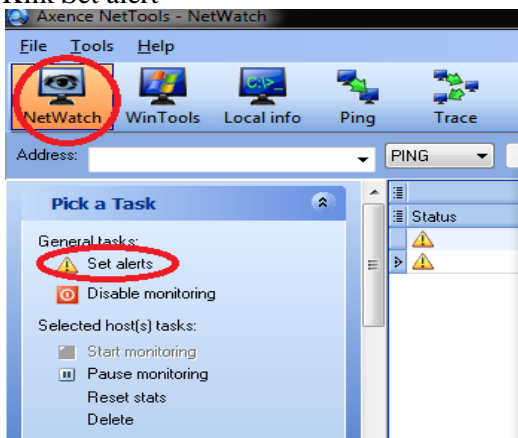 Klik Set alert
Axence NetTools - NetWatch
File Tools Help
C:\>_
NetWatch WinTools Local info Ping Trace
Address: PING
Pick a Task
Status
General tasks:
Set alerts
Disable monitoring
Selected host(s) tasks:
Start monitoring
Pause monitoring
Reset stats
Delete